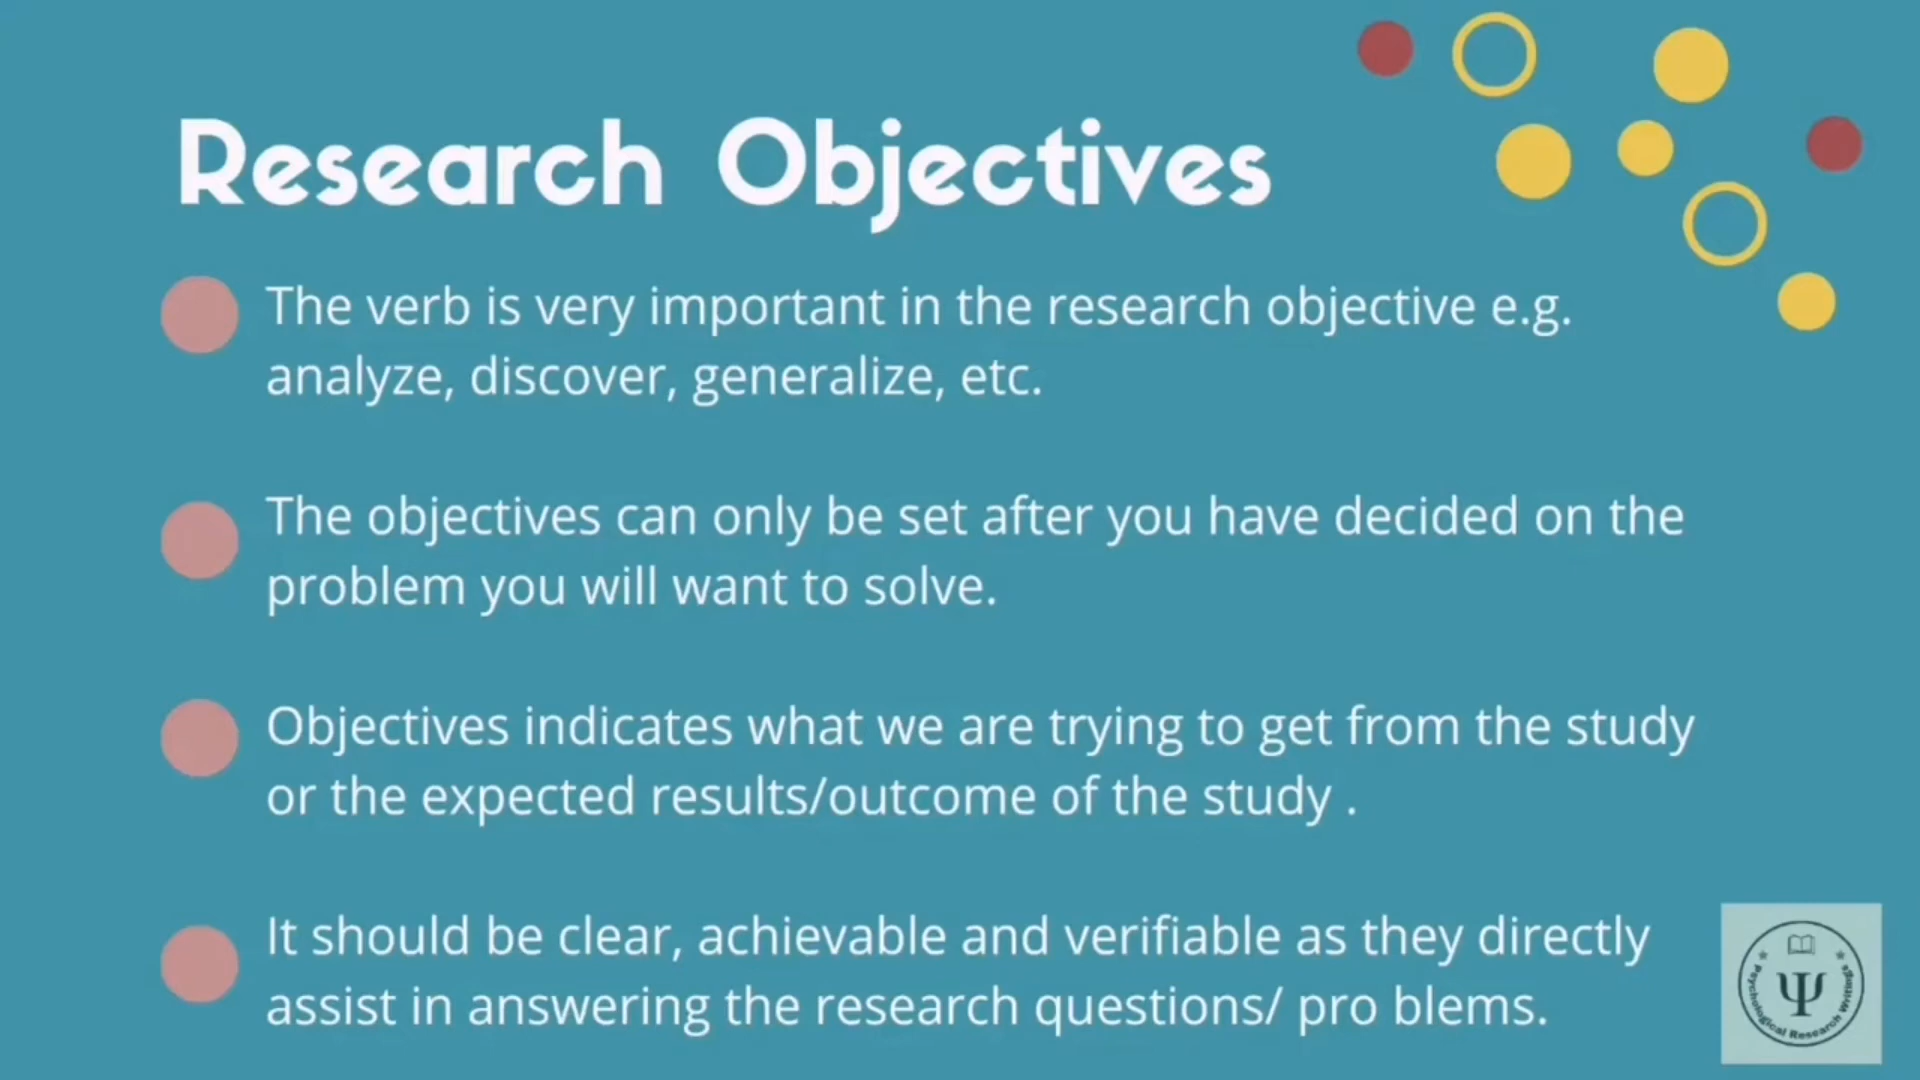 Research Objectives
The verb is very important in the research objective e.g.
analyze, discover, generalize, etc.
The objectives can only be set after you have decided on the
problem you will want to solve.
Objectives indicates what we are trying to get from the study
or the expected results/outcome of the study .
It should be clear, achievable and verifiable as they directly
assist in answering the research questions/ pro blems.
Ψ
Psychological Research Writings